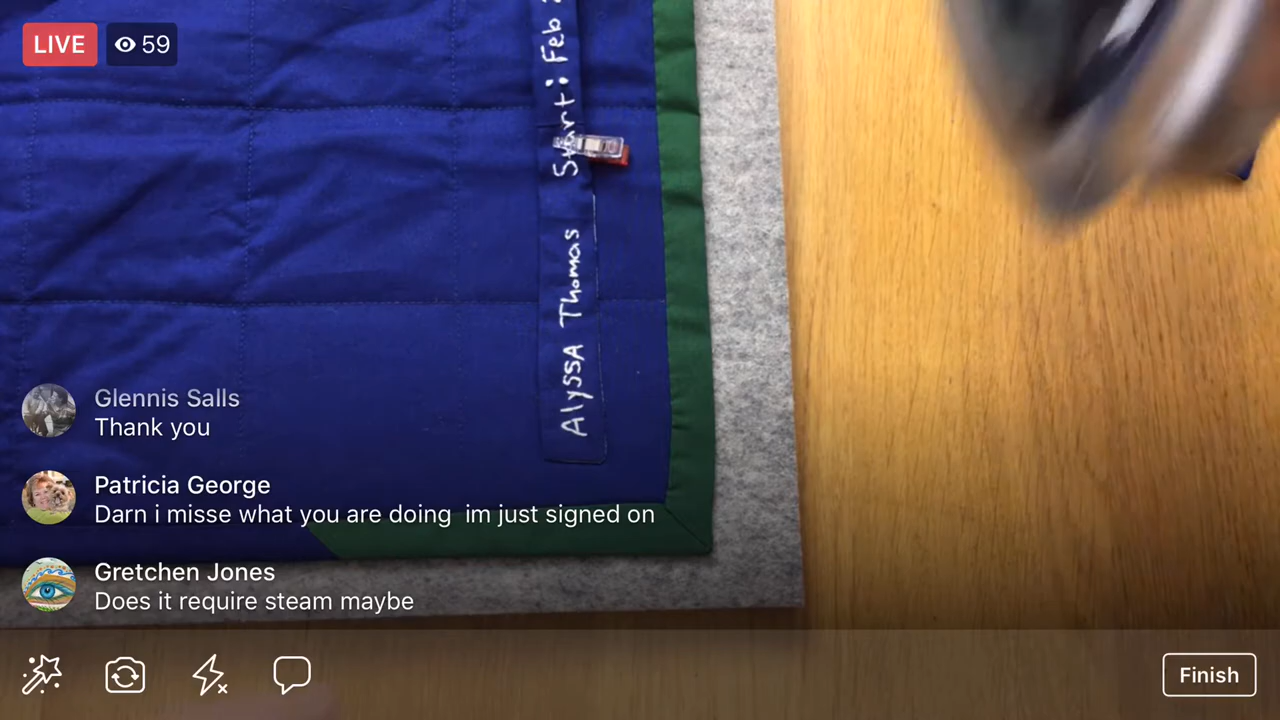 LIVE
59
Alyssa Thomas Start: Feb
Glennis Salls
Thank you
Patricia George
Darn i misse what you are doing im just signed on
Gretchen Jones
Does it require steam maybe
Finish